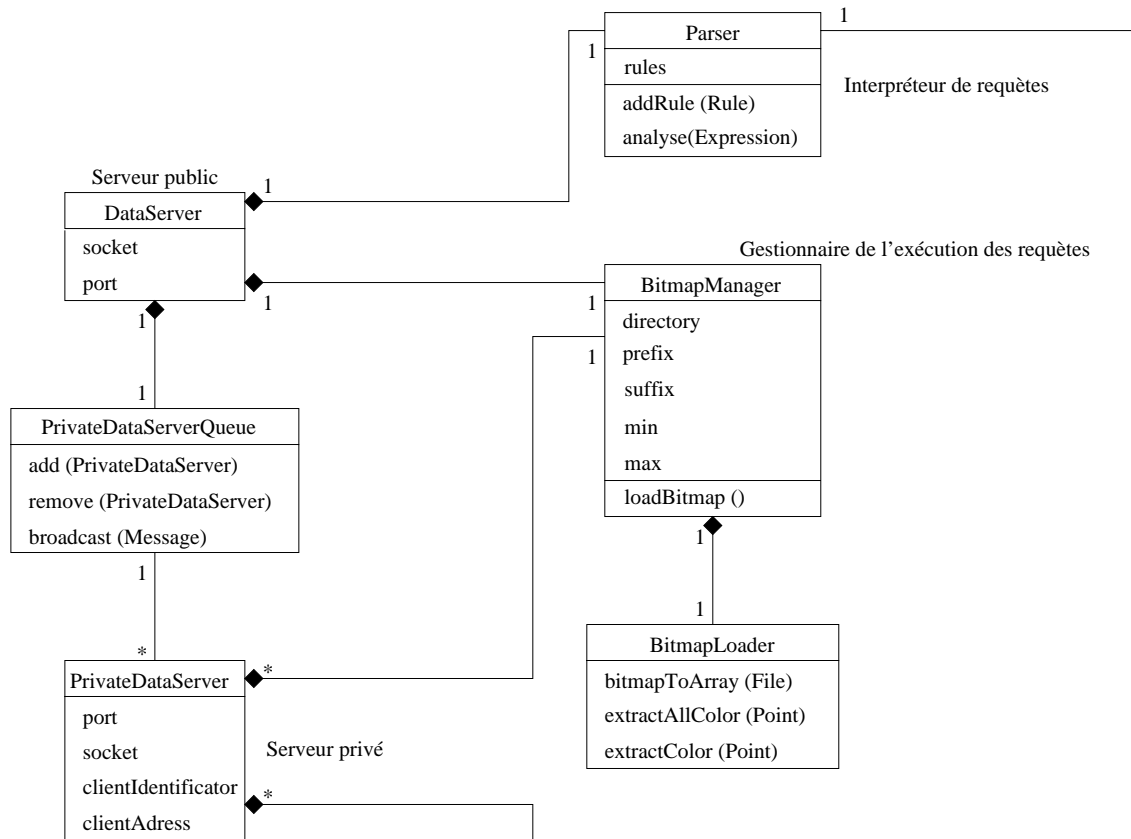 1
Parser
1
rules
Interpréteur de requètes
addRule (Rule)
analyse(Expression)
Serveur public
1
DataServer
socket
port
Gestionnaire de l'exécution des requètes
BitmapManager
1
1
1
directory
1
prefix
suffix
min
max
loadBitmap ()
1
PrivateDataServerQueue
add (PrivateDataServer)
remove (PrivateDataServer)
broadcast (Message)
1
1
1
BitmapLoader
bitmapToArray (File)
extractAllColor (Point)
extractColor (Point)
*
PrivateDataServer
*
port
socket
clientIdentificator
clientAdress
Serveur privé
*